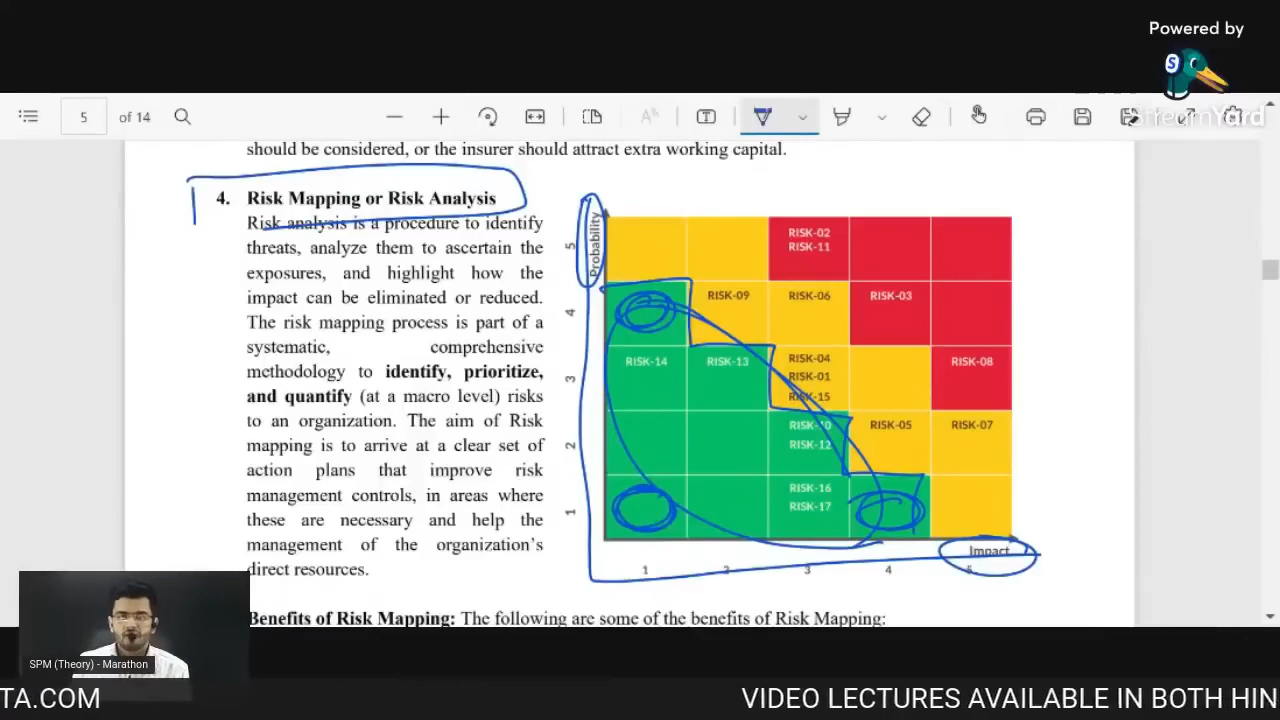 Powered by
S
StreamYard
5
of 14
should be considered, or the insurer should attract extra working capital.
4. Risk Mapping or Risk Analysis
Risk analysis is a procedure to identify
threats, analyze them to ascertain the
exposures, and highlight how the
impact can be eliminated or reduced.
The risk mapping process is part of a
systematic, comprehensive
methodology to identify, prioritize,
and quantify (at a macro level) risks
to an organization. The aim of Risk
mapping is to arrive at a clear set of
action plans that improve risk
management controls, in areas where
these are necessary and help the
management of the organization's
direct resources.
Probability
5
RISK-02
RISK-11
4
RISK-09
RISK-06
RISK-03
3
RISK-14
RISK-13
RISK-04
RISK-01
RISK-15
RISK-08
2
RISK-10
RISK-12
RISK-05
RISK-07
1
RISK-16
RISK-17
Impact
1 2 3 4 5
Benefits of Risk Mapping: The following are some of the benefits of Risk Mapping:
SPM (Theory) - Marathon
TA.COM
VIDEO LECTURES AVAILABLE IN BOTH HIN